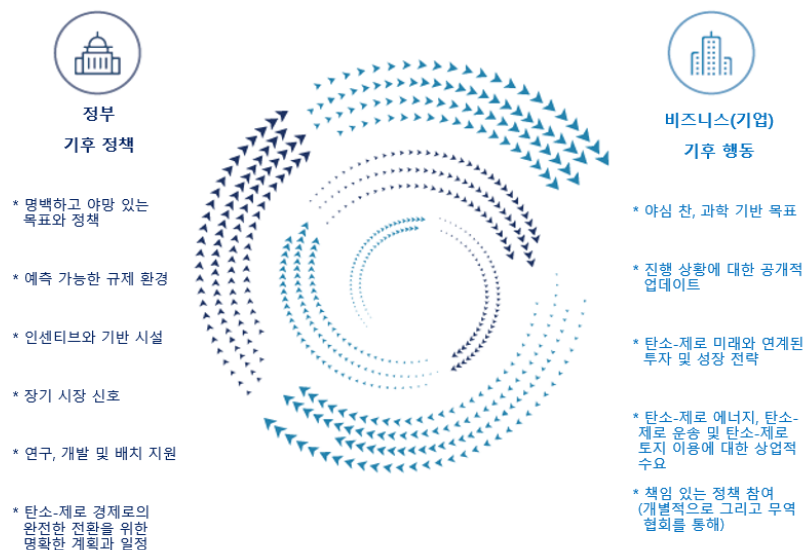 정부
기후 정책
* 명백하고 야망 있는
목표와 정책
* 예측 가능한 규제 환경
* 인센티브와 기반 시설
* 장기 시장 신호
* 연구, 개발 및 배치 지원
* 탄소-제로 경제로의
완전한 전환을 위한
명확한 계획과 일정
비즈니스(기업)
기후 행동
* 야심 찬, 과학 기반 목표
* 진행 상황에 대한 공개적
업데이트
* 탄소-제로 미래와 연계된
투자 및 성장 전략
* 탄소-제로 에너지, 탄소-
제로 운송 및 탄소-제로
토지 이용에 대한 상업적
수요
* 책임 있는 정책 참여
(개별적으로 그리고 무역
협회를 통해)